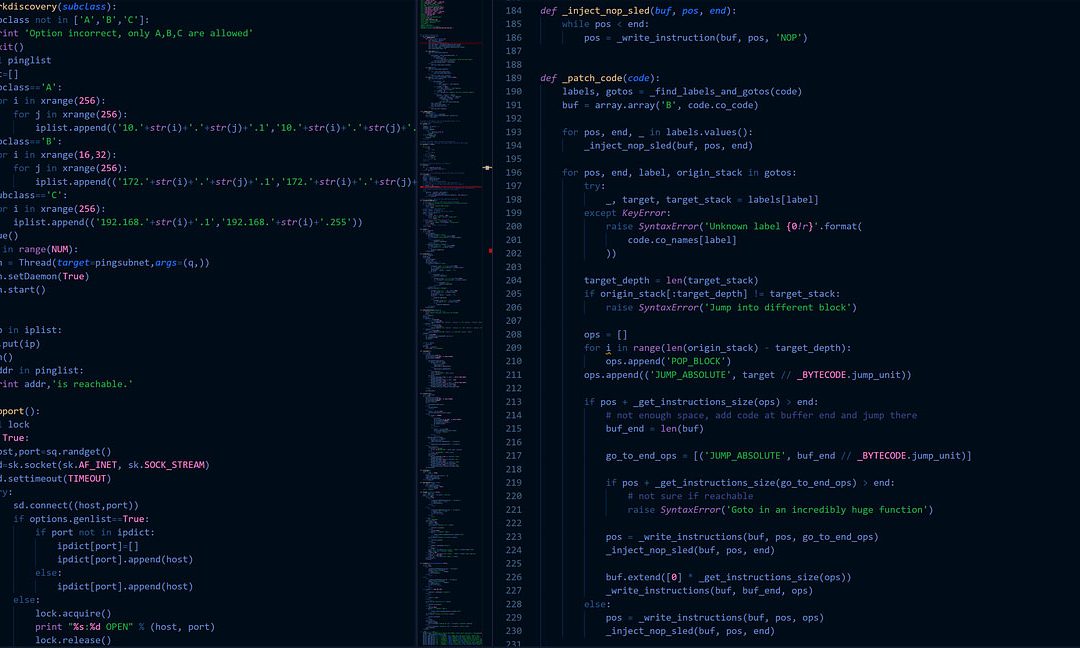 rkdiscovery(subclass):
bclass not in ['A','B','C']:
rint 'Option incorrect, only A,B,C are allowed'
xit()
l pinglist
t=[]
bclass=='A':
or i in xrange(256):
for j in xrange(256):
iplist.append(('10.'+str(i)+'.'+str(j)+'.1','10.'+str(i)+'.'+str(j)+'.
bclass=='B':
or i in xrange(16,32):
for j in xrange(256):
iplist.append(('172.'+str(i)+'.'+str(j)+'.1','172.'+str(i)+'.'+str(j)+
ubclass=='C':
or i in xrange(256):
iplist.append(('192.168.'+str(i)+'.1','192.168.'+str(i)+'.255'))
ue()
in range(NUM):
n = Thread(target=pingsubnet,args=(q,))
n.setDaemon(True)
n.start()
p in iplist:
.put(ip)
n()
ddr in pinglist:
rint addr,'is reachable.'
pport():
l lock
True:
host,port=sq.randget()
d=sk.socket(sk.AF_INET, sk.SOCK_STREAM)
d.settimeout(TIMEOUT)
ry:
sd.connect((host,port))
if options.genlist==True:
if port not in ipdict:
ipdict[port]=[]
ipdict[port].append(host)
else:
ipdict[port].append(host)
else:
lock.acquire()
print "%s:%d OPEN" % (host, port)
lock.release()
184 def _inject_nop_sled(buf, pos, end):
185 while pos < end:
186 pos = _write_instruction(buf, pos, 'NOP')
187
188
189 def _patch_code(code):
190 labels, gotos = _find_labels_and_gotos(code)
191 buf = array.array('B', code.co_code)
192
193 for pos, end, _ in labels.values():
194 _inject_nop_sled(buf, pos, end)
195
196 for pos, end, label, origin_stack in gotos:
197 try:
198 _, target, target_stack = labels[label]
199 except KeyError:
200 raise SyntaxError('Unknown label {0!r}'.format(
201 code.co_names[label]
202 ))
203
204 target_depth = len(target_stack)
205 if origin_stack[:target_depth] != target_stack:
206 raise SyntaxError('Jump into different block')
207
208 ops = []
209 for i in range(len(origin_stack) - target_depth):
210 ops.append('POP_BLOCK')
211 ops.append(('JUMP_ABSOLUTE', target // _BYTECODE.jump_unit))
212
213 if pos + _get_instructions_size(ops) > end:
214 # not enough space, add code at buffer end and jump there
215 buf_end = len(buf)
216
217 go_to_end_ops = [('JUMP_ABSOLUTE', buf_end // _BYTECODE.jump_unit)]
218
219 if pos + _get_instructions_size(go_to_end_ops) > end:
220 # not sure if reachable
221 raise SyntaxError('Goto in an incredibly huge function')
222
223 pos = _write_instructions(buf, pos, go_to_end_ops)
224 _inject_nop_sled(buf, pos, end)
225
226 buf.extend([0] * _get_instructions_size(ops))
227 _write_instructions(buf, buf_end, ops)
228 else:
229 pos = _write_instructions(buf, pos, ops)
230 _inject_nop_sled(buf, pos, end)
231